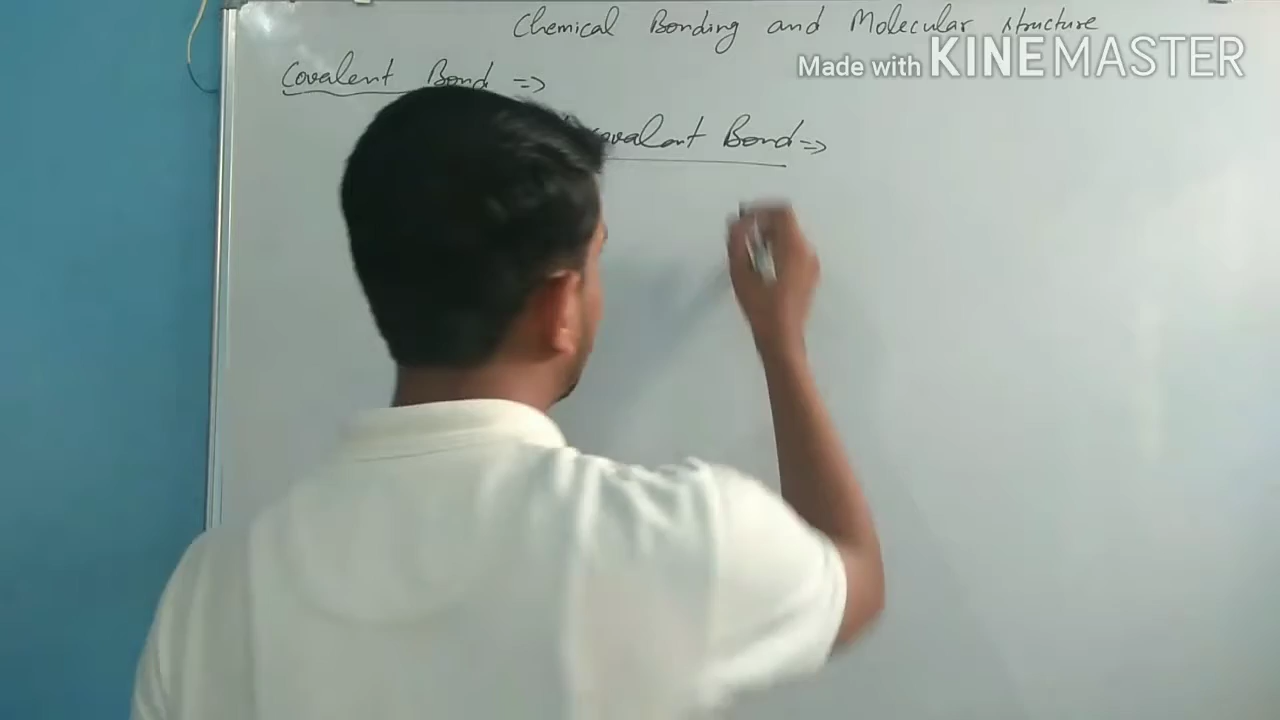 Chemical Bonding and Molecular structure
Made with KINEMASTER
Covalent Bond =>
covalent Bond =>